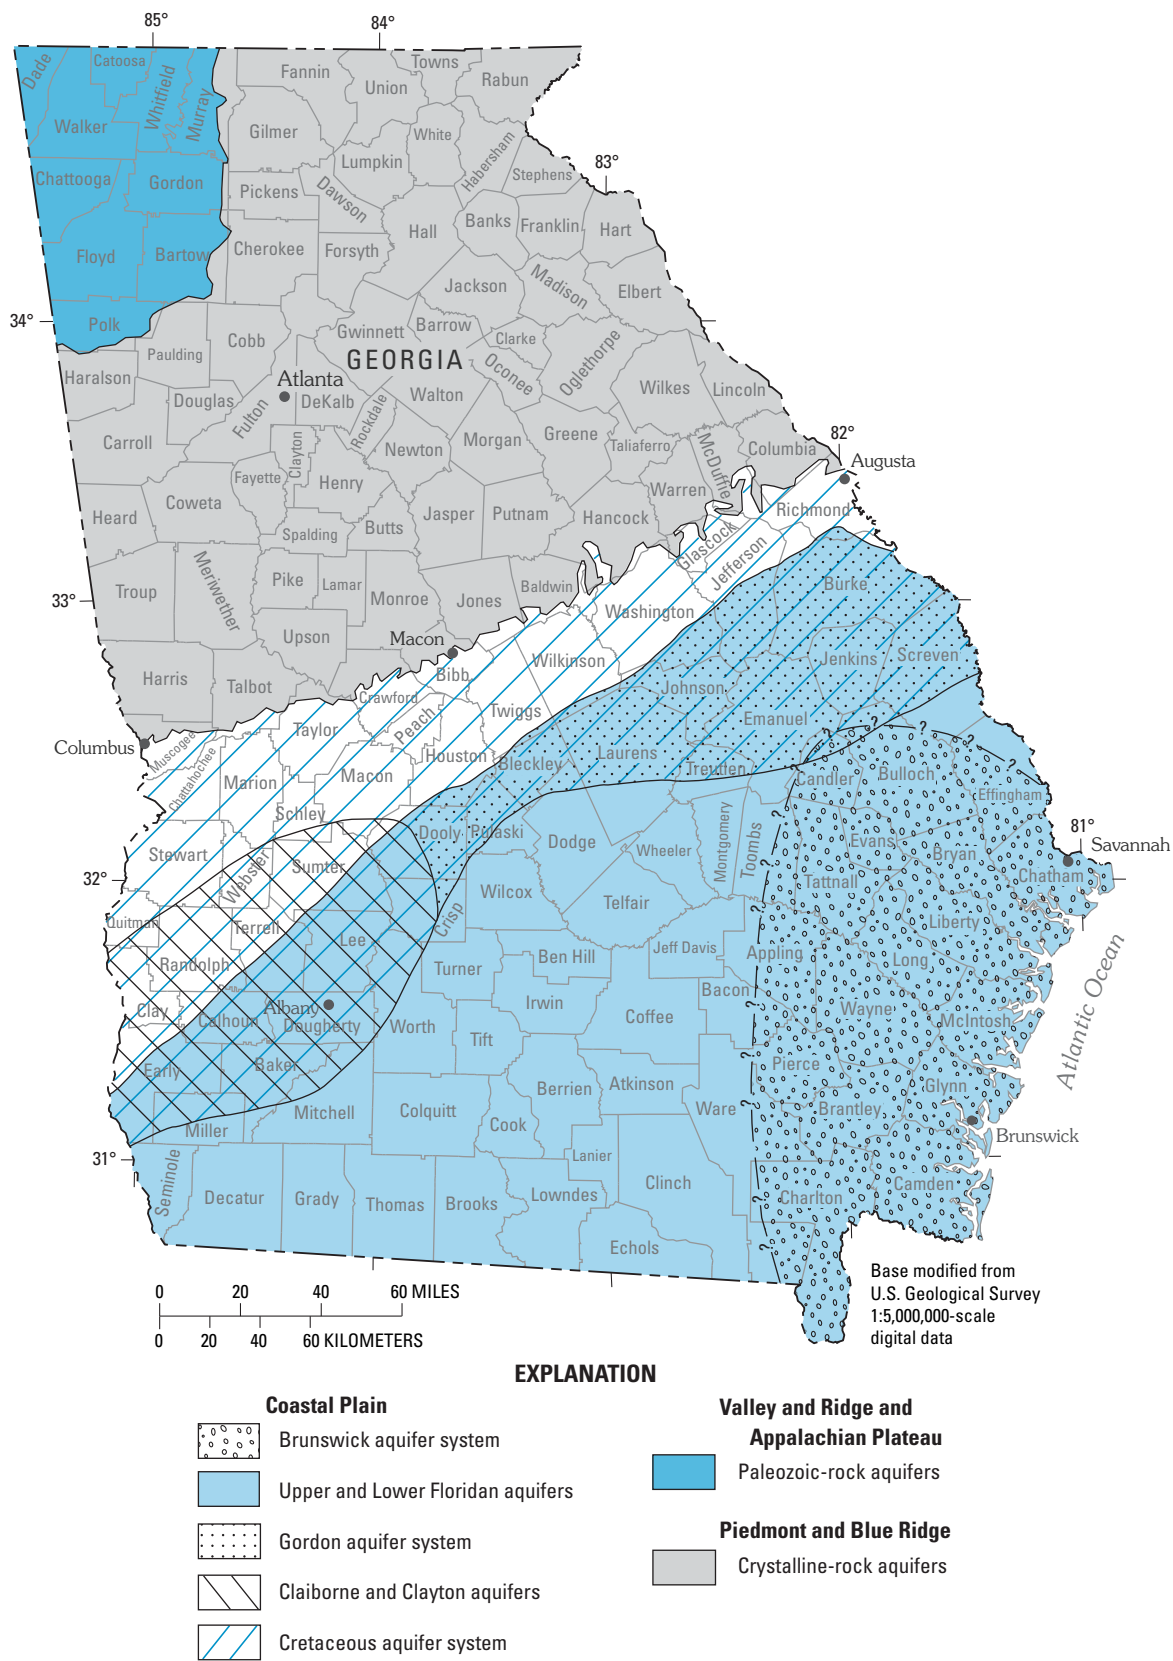 85°
84°
Dade
Catoosa
Whitfield
Murray
Fannin
Towns
Union
Rabun
Walker
Gilmer
White
Lumpkin
Habersham
83°
Stephens
Chattooga
Gordon
Pickens
Dawson
Banks
Franklin
Hart
Hall
Floyd
Bartow
Cherokee
Forsyth
Jackson
Madison
Elbert
34°
Polk
Cobb
Gwinnett
Barrow
Clarke
Paulding
GEORGIA
Oconee
Oglethorpe
Haralson
Atlanta
Walton
Wilkes
Lincoln
Douglas
Fulton
DeKalb
Rockdale
82°
Carroll
Clayton
Newton
Morgan
Greene
Taliaferro
McDuffie
Columbia
Augusta
Fayette
Henry
Warren
Coweta
Heard
Butts
Jasper
Putnam
Hancock
Richmond
Spalding
Glascock
Jefferson
Meriwether
Pike
Lamar
Baldwin
Burke
33°
Troup
Monroe
Jones
Washington
Macon
Upson
Wilkinson
Jenkins
Screven
Harris
Talbot
Bibb
Crawford
Johnson
Peach
Twiggs
Emanuel
Columbus
Muscogee
Taylor
Chattahochee
Houston
Bleckley
Laurens
Treutlen
Marion
Macon
Candler
Bulloch
Effingham
Schley
Dooly
Pulaski
Dodge
Wheeler
Montgomery
Toombs
Evans
Bryan
81°
Savannah
Stewart
Webster
Sumter
Chatham
32°
Quitman
Terrell
Lee
Crisp
Wilcox
Telfair
Tattnall
Liberty
Randolph
Turner
Ben Hill
Jeff Davis
Appling
Long
Clay
Calhoun
Albany
Dougherty
Worth
Irwin
Coffee
Bacon
Wayne
McIntosh
Atlantic Ocean
Tift
Early
Baker
Mitchell
Colquitt
Berrien
Atkinson
Pierce
Glynn
Ware
Brantley
Miller
Cook
Brunswick
31°
Seminole
Lanier
Decatur
Grady
Thomas
Brooks
Lowndes
Clinch
Charlton
Camden
Echols
? ? ? ? ? ? ? ? ? ? ? ?
Base modified from
U.S. Geological Survey
1:5,000,000-scale
digital data
0 20 40 60 MILES
0 20 40 60 KILOMETERS
EXPLANATION
Coastal Plain
Brunswick aquifer system
Upper and Lower Floridan aquifers
Gordon aquifer system
Claiborne and Clayton aquifers
Cretaceous aquifer system
Valley and Ridge and
Appalachian Plateau
Paleozoic-rock aquifers
Piedmont and Blue Ridge
Crystalline-rock aquifers